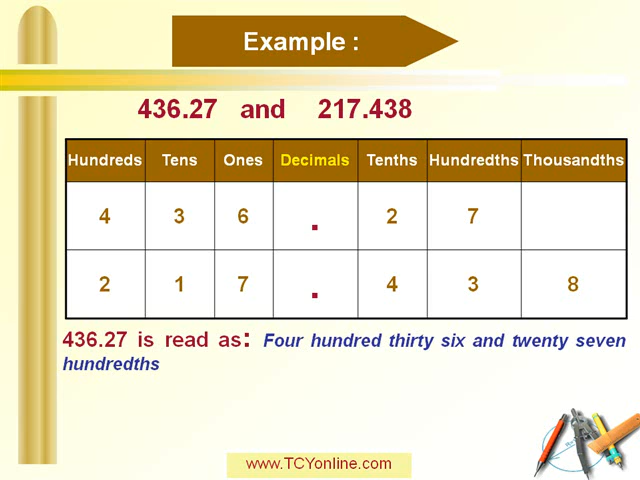 Example :
436.27 and 217.438
Hundreds Tens Ones Decimals Tenths Hundredths Thousandths
4 3 6 . 2 7
2 1 7 . 4 3 8
436.27 is read as: Four hundred thirty six and twenty seven
hundredths
www.TCYonline.com